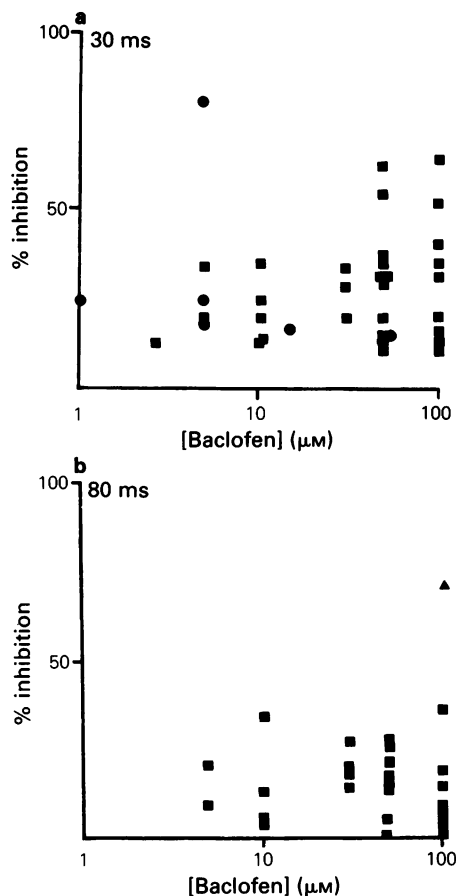 a
100
30 ms
% inhibition
50
1
10
100
[Baclofen] (μM)
b
100
80 ms
% inhibition
50
1
10
100
[Baclofen] (μM)